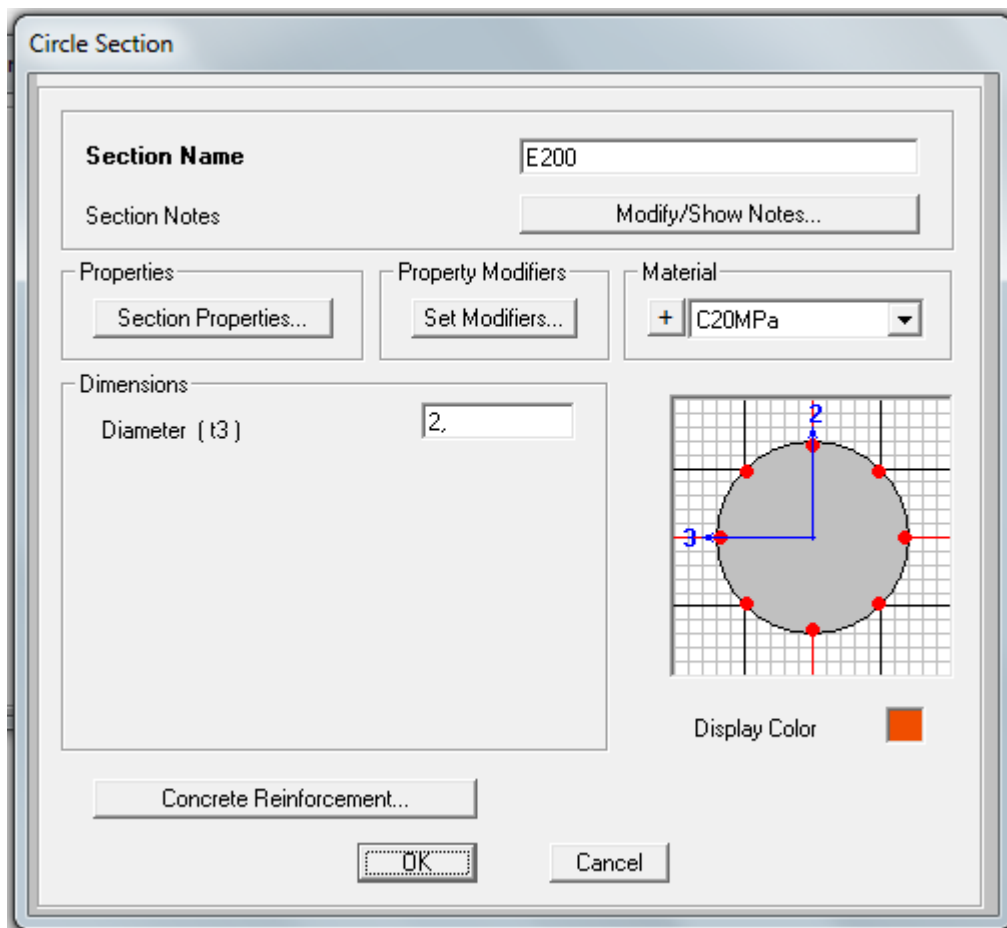 Circle Section
Section Name
E200
Section Notes
Modify/Show Notes...
Properties
Section Properties...
Property Modifiers
Set Modifiers...
Material
+
C20MPa
Dimensions
Diameter ( t3 )
2,
2
3
Display Color
Concrete Reinforcement...
OK
Cancel